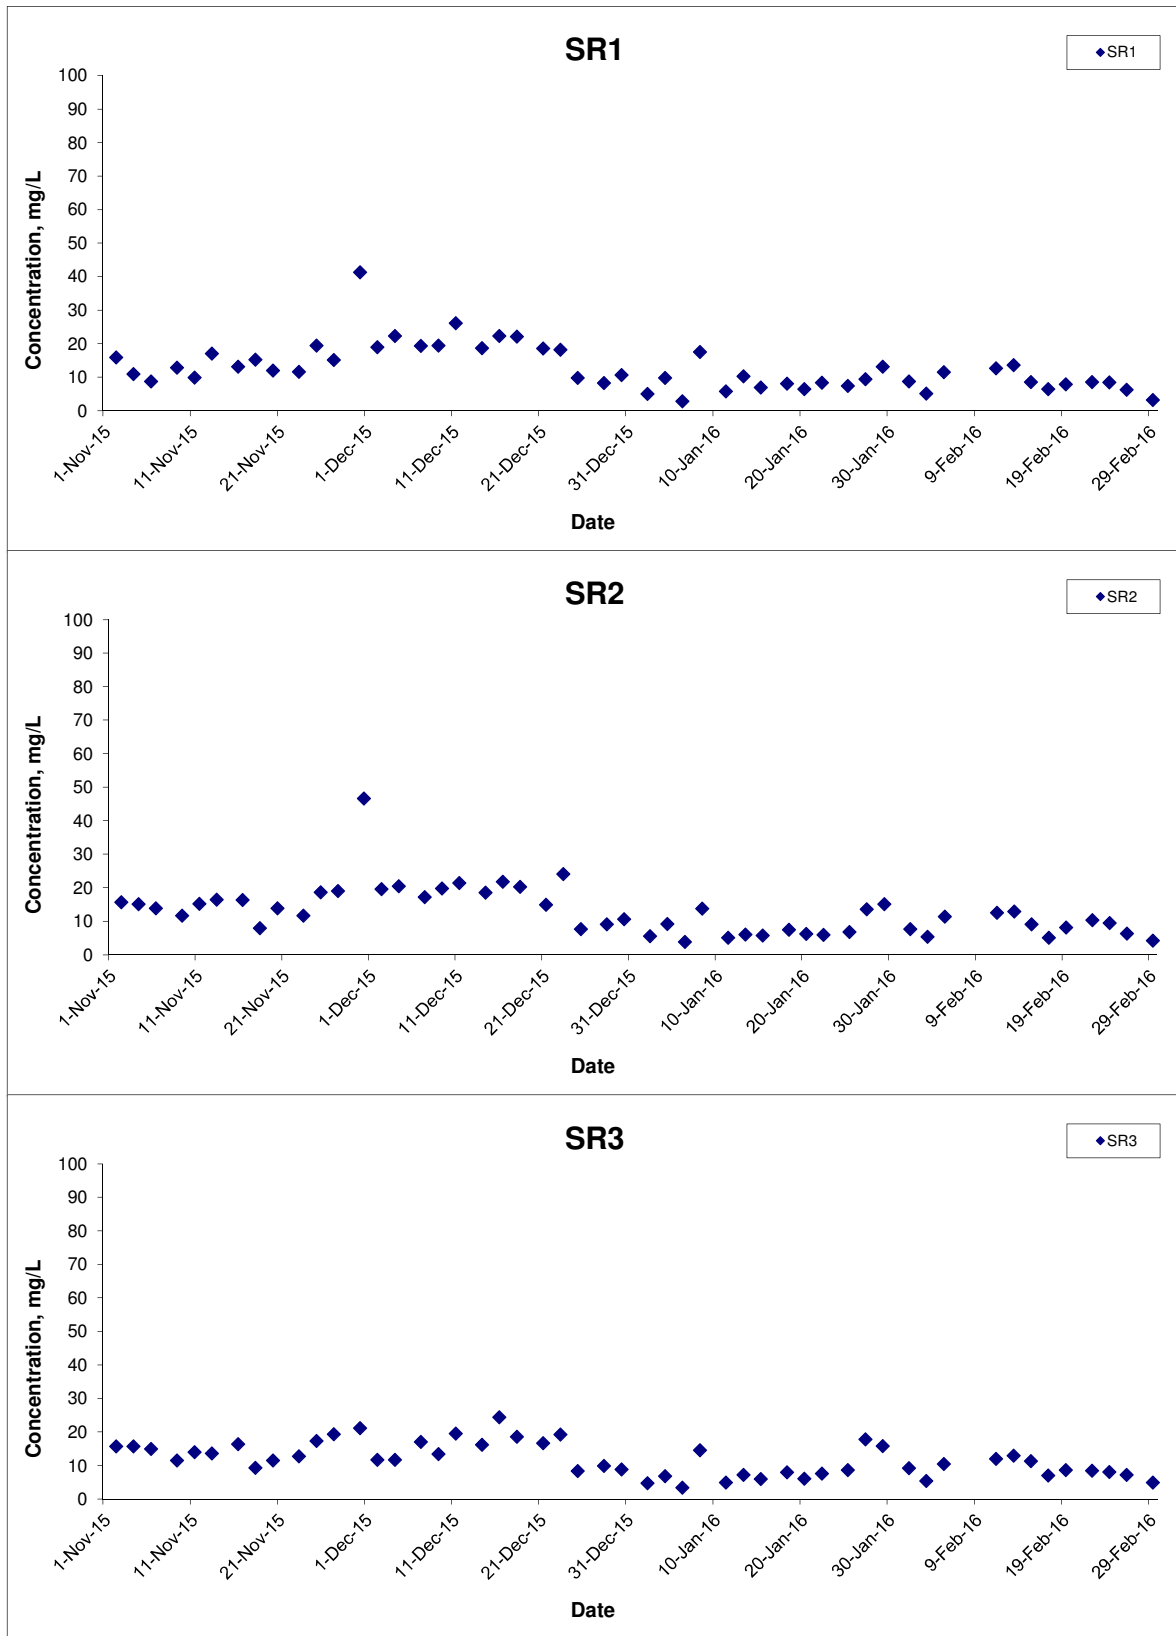 SR1
SR1
100
90
80
70
60
50
40
30
20
10
0
Concentration, mg/L
1-Nov-15
11-Nov-15
21-Nov-15
1-Dec-15
11-Dec-15
21-Dec-15
31-Dec-15
10-Jan-16
20-Jan-16
30-Jan-16
9-Feb-16
19-Feb-16
29-Feb-16
Date
SR2
SR2
100
90
80
70
60
50
40
30
20
10
0
Concentration, mg/L
1-Nov-15
11-Nov-15
21-Nov-15
1-Dec-15
11-Dec-15
21-Dec-15
31-Dec-15
10-Jan-16
20-Jan-16
30-Jan-16
9-Feb-16
19-Feb-16
29-Feb-16
Date
SR3
SR3
100
90
80
70
60
50
40
30
20
10
0
Concentration, mg/L
1-Nov-15
11-Nov-15
21-Nov-15
1-Dec-15
11-Dec-15
21-Dec-15
31-Dec-15
10-Jan-16
20-Jan-16
30-Jan-16
9-Feb-16
19-Feb-16
29-Feb-16
Date